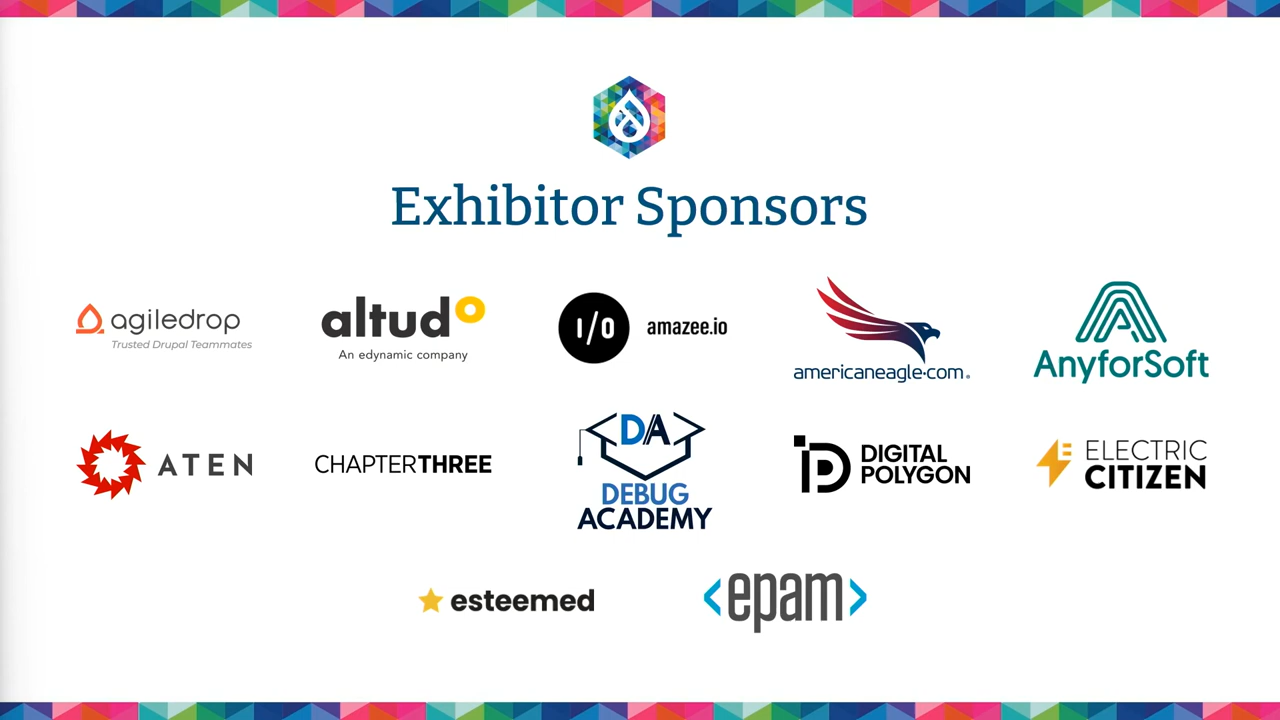 Exhibitor Sponsors
agiledrop
Trusted Drupal Teammates
altudo
An edynamic company
I/O amazee.io
americaneagle.com®
AnyforSoft
ATEN
CHAPTERTHREE
DA
DEBUG
ACADEMY
DIGITAL
POLYGON
ELECTRIC
CITIZEN
esteemed
<epam>